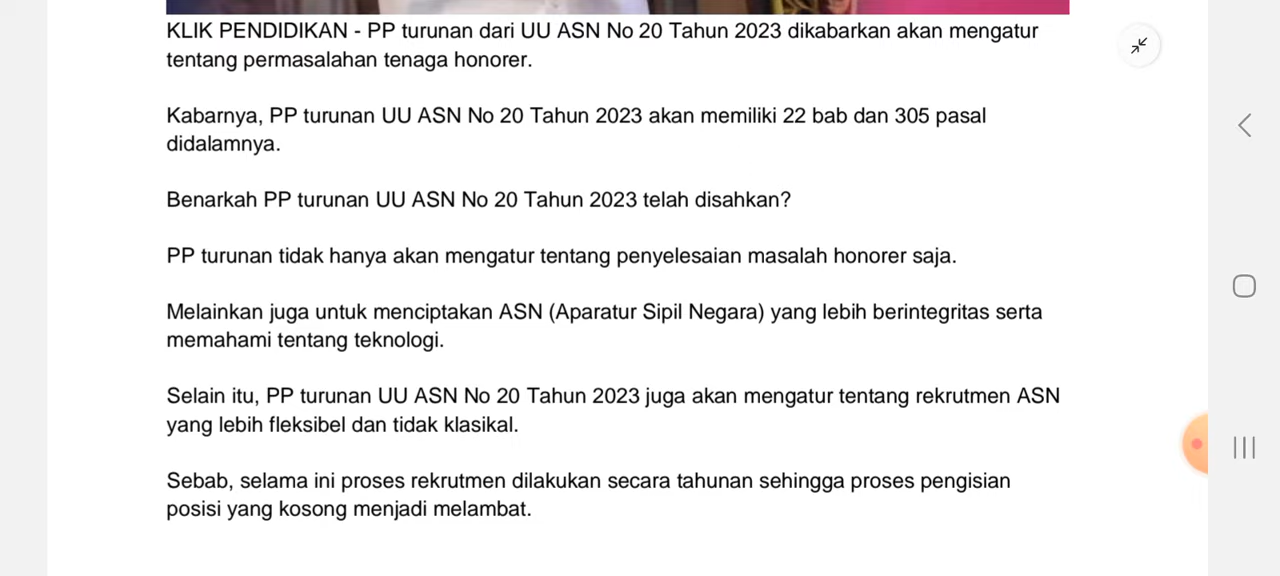 KLIK PENDIDIKAN - PP turunan dari UU ASN No 20 Tahun 2023 dikabarkan akan mengatur
tentang permasalahan tenaga honorer.
Kabarnya, PP turunan UU ASN No 20 Tahun 2023 akan memiliki 22 bab dan 305 pasal
didalamnya.
Benarkah PP turunan UU ASN No 20 Tahun 2023 telah disahkan?
PP turunan tidak hanya akan mengatur tentang penyelesaian masalah honorer saja.
Melainkan juga untuk menciptakan ASN (Aparatur Sipil Negara) yang lebih berintegritas serta
memahami tentang teknologi.
Selain itu, PP turunan UU ASN No 20 Tahun 2023 juga akan mengatur tentang rekrutmen ASN
yang lebih fleksibel dan tidak klasikal.
Sebab, selama ini proses rekrutmen dilakukan secara tahunan sehingga proses pengisian
posisi yang kosong menjadi melambat.